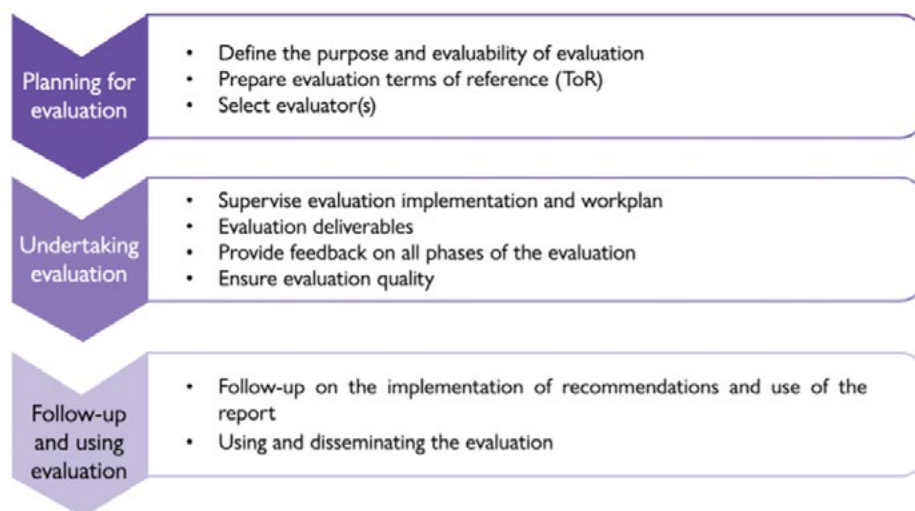 Planning for
evaluation
• Define the purpose and evaluability of evaluation
• Prepare evaluation terms of reference (ToR)
• Select evaluator(s)
Undertaking
evaluation
• Supervise evaluation implementation and workplan
• Evaluation deliverables
• Provide feedback on all phases of the evaluation
• Ensure evaluation quality
Follow-up
and using
evaluation
• Follow-up on the implementation of recommendations and use of the
report
• Using and disseminating the evaluation